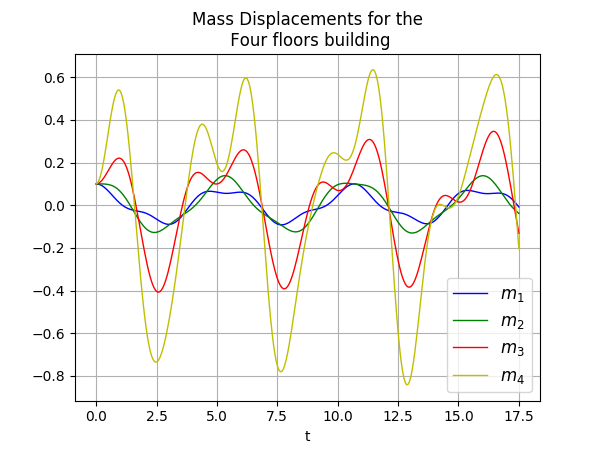 Mass Displacements for the
Four floors building
0.6
0.4
0.2
0.0
−0.2
−0.4
−0.6
−0.8
m1
m2
m3
m4
0.0 2.5 5.0 7.5 10.0 12.5 15.0 17.5
t